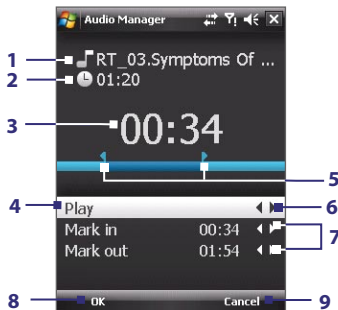 Audio Manager
1 RT_03.Symptoms Of ...
2 01:20
3 00:34
5
4 Play 6
Mark in 00:34 7
Mark out 01:54
8 OK Cancel 9